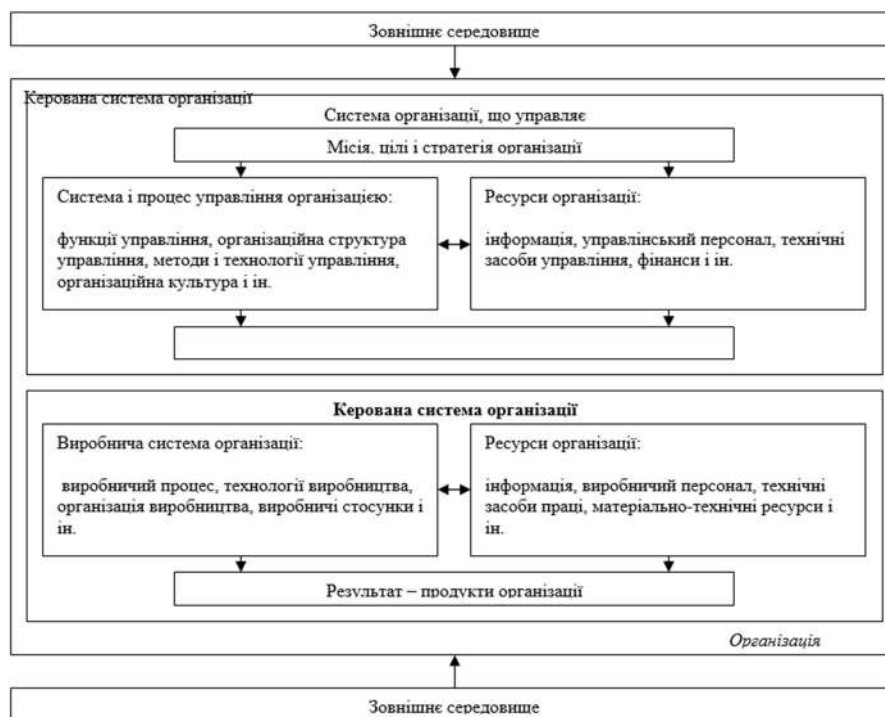 Зовнішнє середовище
Керована система організації
Система організації, що управляє
Місія, цілі і стратегія організації
Система і процес управління організацією:
функції управління, організаційна структура
управління, методи і технології управління,
організаційна культура і ін.
Ресурси організації:
інформація, управлінський персонал, технічні
засоби управління, фінанси і ін.
Керована система організації
Виробнича система організації:
виробничий процес, технології виробництва,
організація виробництва, виробничі стосунки і
ін.
Ресурси організації:
інформація, виробничий персонал, технічні
засоби праці, матеріально-технічні ресурси і
ін.
Результат – продукти організації
Організація
Зовнішнє середовище